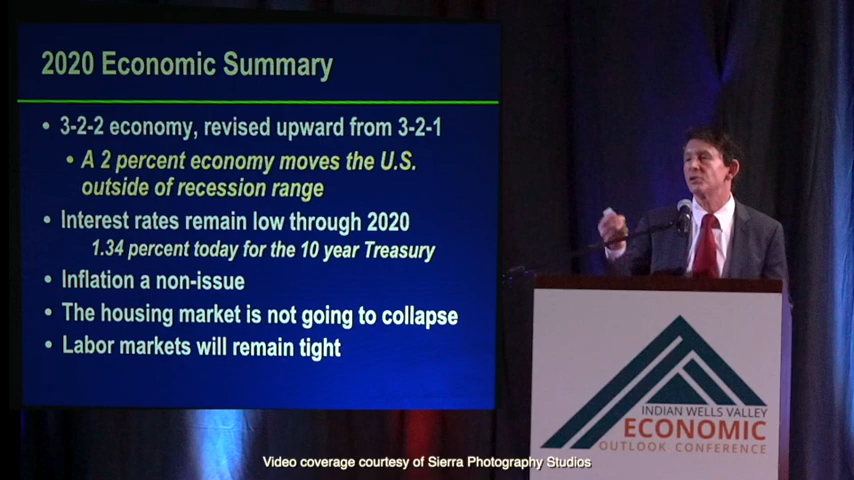 2020 Economic Summary
• 3-2-2 economy, revised upward from 3-2-1
• A 2 percent economy moves the U.S.
outside of recession range
• Interest rates remain low through 2020
1.34 percent today for the 10 year Treasury
• Inflation a non-issue
• The housing market is not going to collapse
• Labor markets will remain tight
INDIAN WELLS VALLEY
ECONOMIC
OUTLOOK CONFERENCE
Video coverage courtesy of Sierra Photography Studios